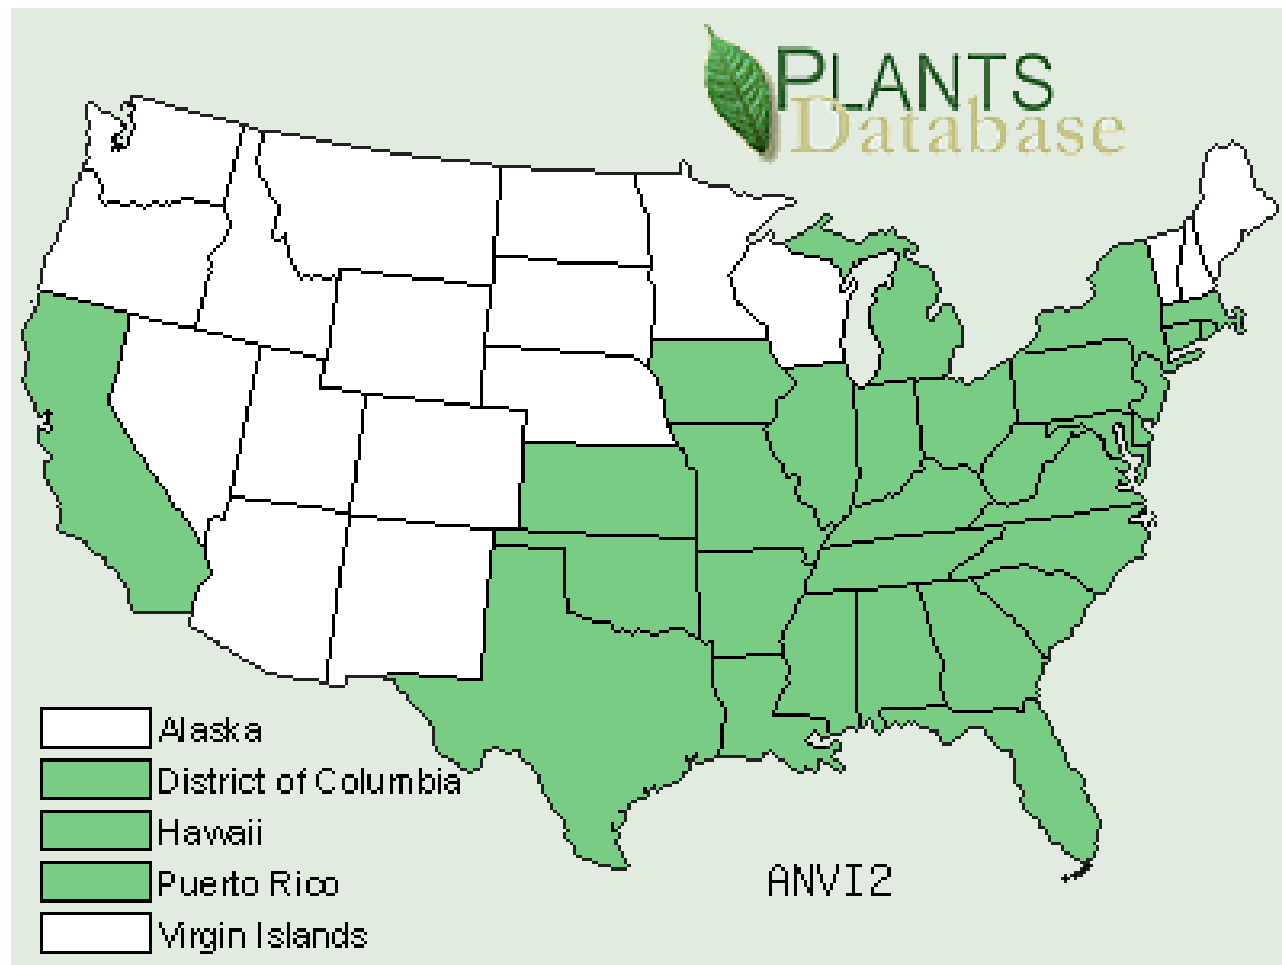 PLANTS
Database
Alaska
District of Columbia
Hawaii
Puerto Rico
Virgin Islands
ANVI2